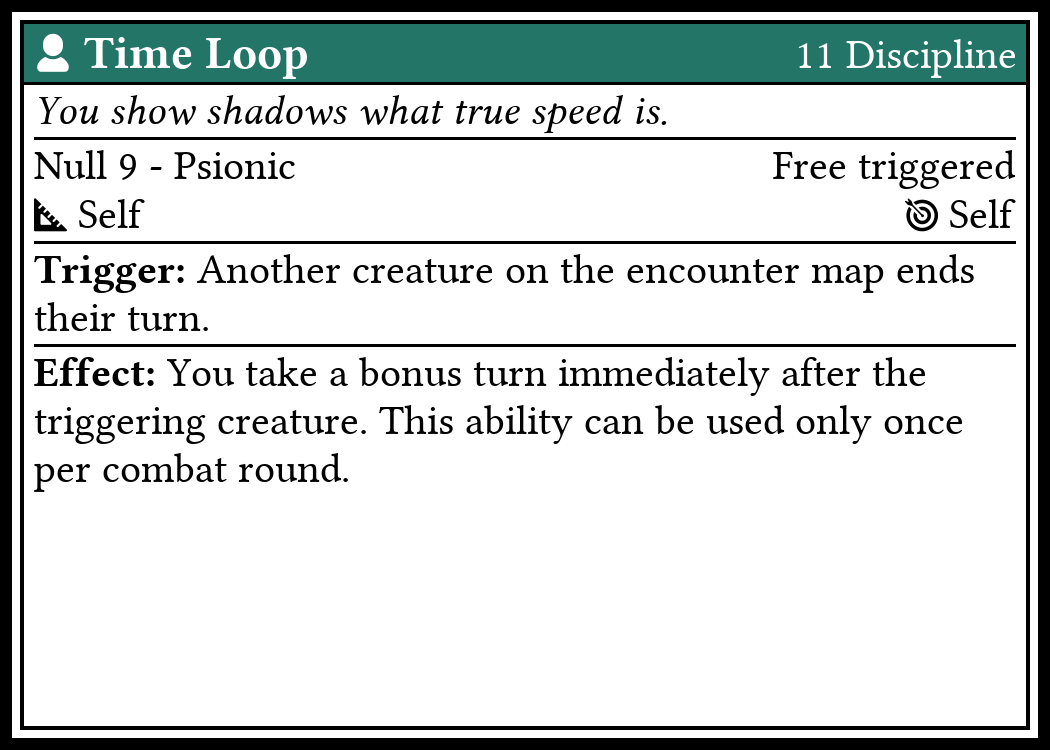 Time Loop 11 Discipline
You show shadows what true speed is.
Null 9 - Psionic Free triggered
Self Self
Trigger: Another creature on the encounter map ends
their turn.
Effect: You take a bonus turn immediately after the
triggering creature. This ability can be used only once
per combat round.